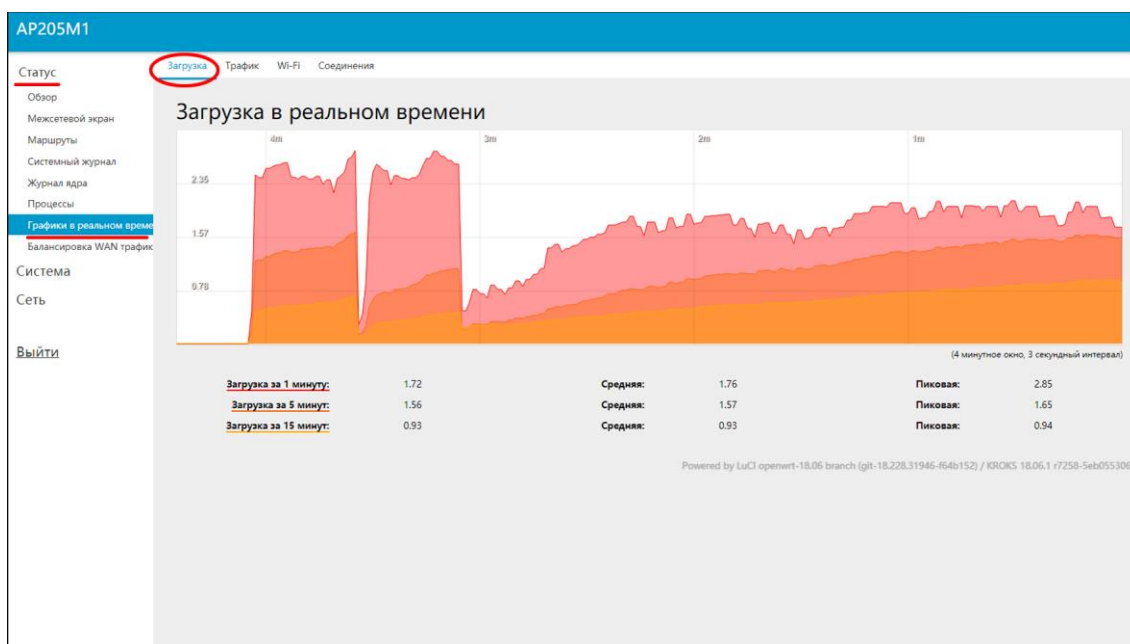 AP205M1
Статус
Обзор
Межсетевой экран
Маршруты
Системный журнал
Журнал ядра
Процессы
Графики в реальном време
Балансировка WAN трафик
Система
Сеть
Выйти
Загрузка Трафик Wi-Fi Соединения
Загрузка в реальном времени
4m 3m 2m 1m
2.35
1.57
0.78
(4 минутное окно, 3 секундный интервал)
Загрузка за 1 минуту: 1.72 Средняя: 1.76 Пиковая: 2.85
Загрузка за 5 минут: 1.56 Средняя: 1.57 Пиковая: 1.65
Загрузка за 15 минут: 0.93 Средняя: 0.93 Пиковая: 0.94
Powered by LuCI openwrt-18.06 branch (git-18.228.31946-f64b152) / KROKS 18.06.1 r7258-5eb055306